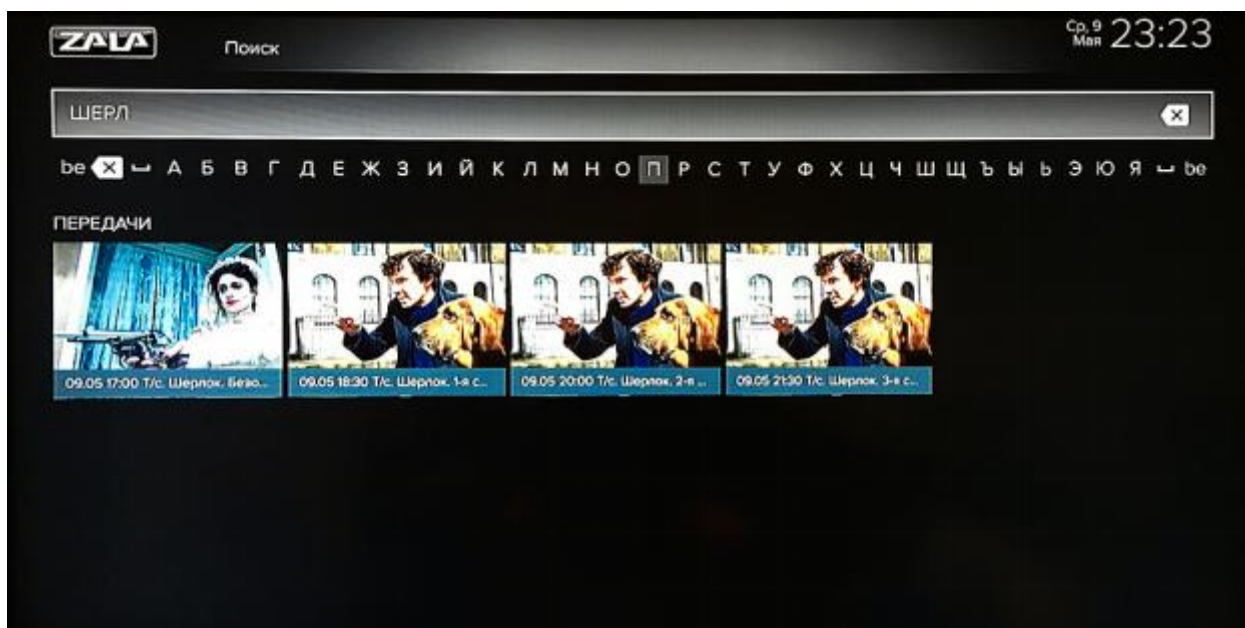 ZALA
Поиск
Ср, 9
Мая
23:23
ШЕРЛ
be ⌴ А Б В Г Д Е Ж З И Й К Л М Н О П Р С Т У Ф Х Ц Ч Ш Щ Ъ Ы Ь Э Ю Я ⌴ be
ПЕРЕДАЧИ
09.05 17:00 Т/с. Шерлок. Безо...
09.05 18:30 Т/с. Шерлок. 1-я с...
09.05 20:00 Т/с. Шерлок. 2-я ...
09.05 21:30 Т/с. Шерлок. 3-я с...